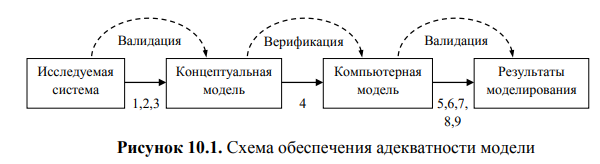 Валидация Верификация Валидация
Исследуемая система Концептуальная модель Компьютерная модель Результаты моделирования
1,2,3 4 5,6,7, 8,9
Рисунок 10.1. Схема обеспечения адекватности модели